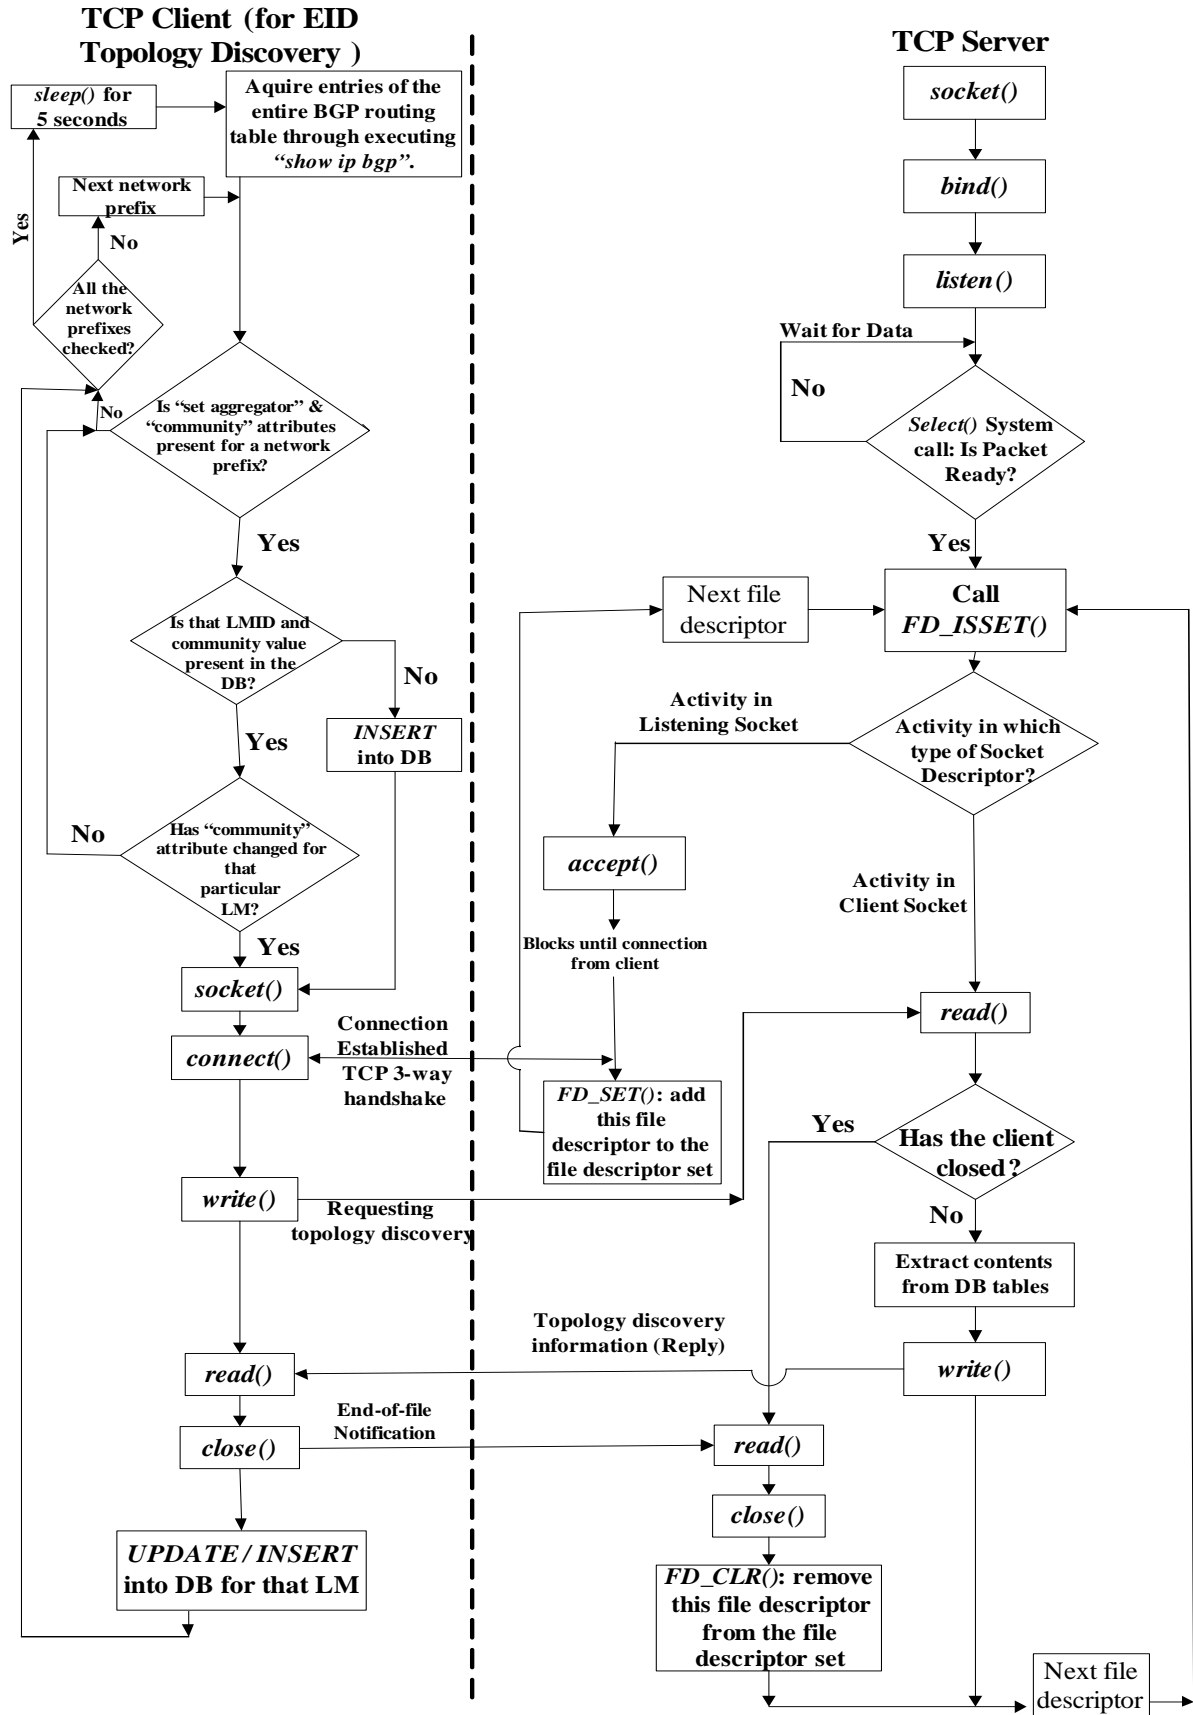 TCP Client (for EID
Topology Discovery )
sleep() for
5 seconds
Aquire entries of the
entire BGP routing
table through executing
“show ip bgp”.
Next network
prefix
Yes
No
All the
network
prefixes
checked?
No
Is “set aggregator” &
“community” attributes
present for a network
prefix?
Yes
Is that LMID and
community value
present in the
DB?
No
Yes
INSERT
into DB
No
Has “community”
attribute changed for
that
particular
LM?
Yes
socket()
connect()
Connection
Established
TCP 3-way
handshake
write()
Requesting
topology discovery
Topology discovery
information (Reply)
read()
End-of-file
Notification
close()
UPDATE / INSERT
into DB for that LM
TCP Server
socket()
bind()
listen()
Wait for Data
No
Select() System
call: Is Packet
Ready?
Yes
Next file
descriptor
Call
FD_ISSET()
Activity in
Listening Socket
Activity in which
type of Socket
Descriptor?
accept()
Blocks until connection
from client
Activity in
Client Socket
read()
FD_SET(): add
this file
descriptor to the
file descriptor set
Yes
Has the client
closed?
No
Extract contents
from DB tables
write()
read()
close()
FD_CLR(): remove
this file descriptor
from the file
descriptor set
Next file
descriptor